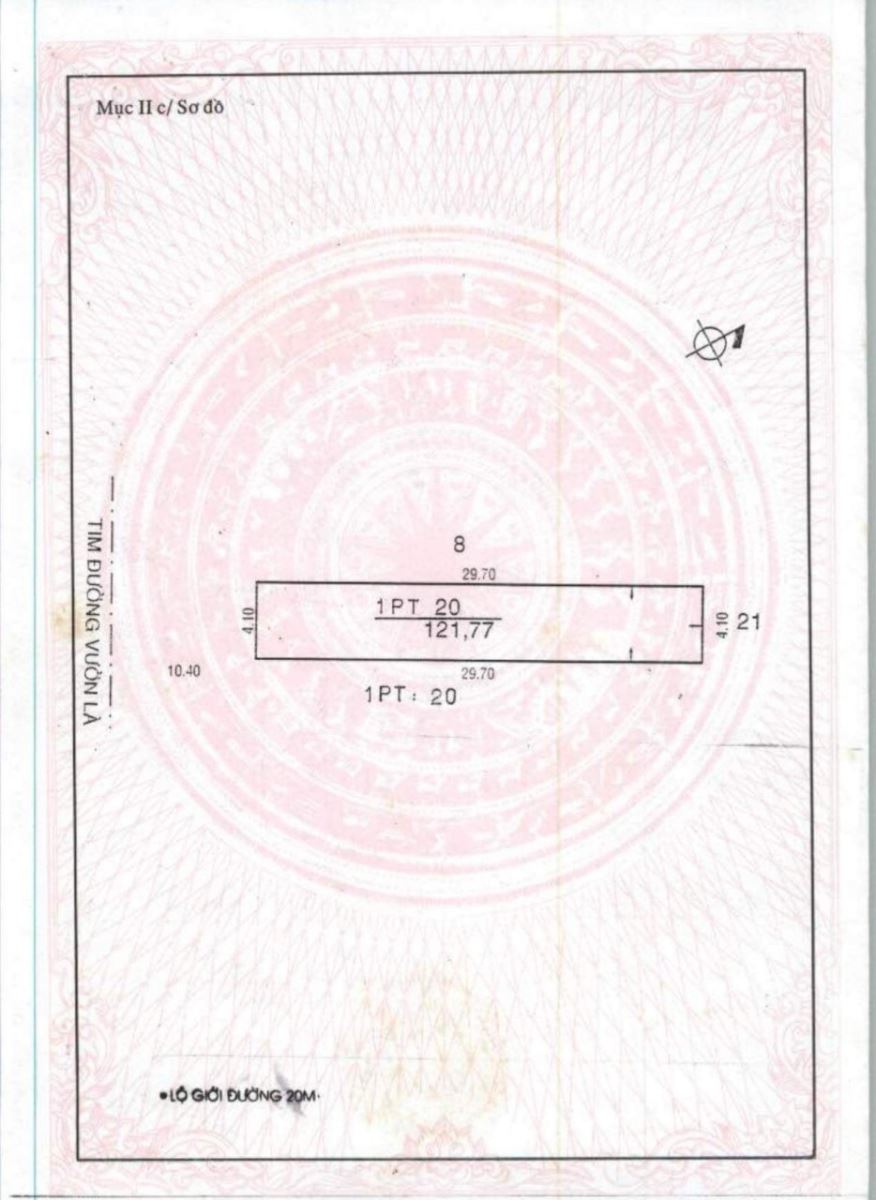 Mục II c/ Sơ đồ
8
29.70
4.10
1PT 20
121,77
4.10
21
10.40
29.70
1PT: 20
TIM ĐƯỜNG VƯỜN LÀ
•LỘ GIỚI ĐƯỜNG 20M.